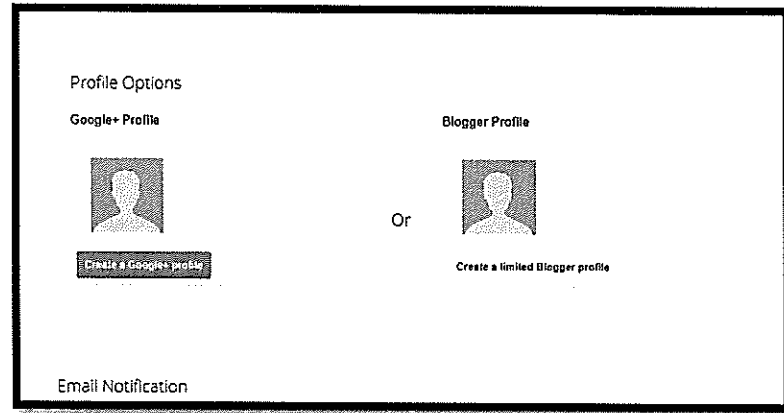 Profile Options
Google+ Profile
Blogger Profile
Or
Create a Google+ profile
Create a limited Blogger profile
Email Notification